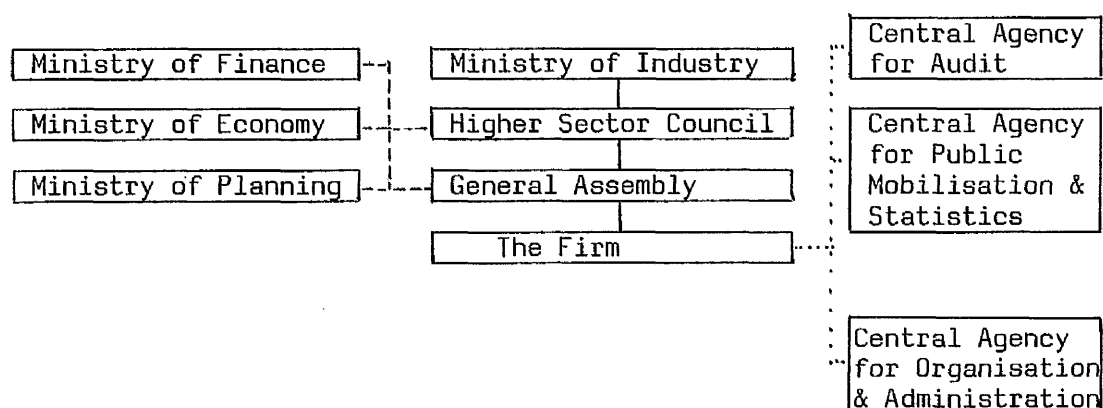 Ministry of Finance
Ministry of Economy
Ministry of Planning
Ministry of Industry
Higher Sector Council
General Assembly
The Firm
Central Agency
for Audit
Central Agency
for Public
Mobilisation &
Statistics
Central Agency
for Organisation
& Administration